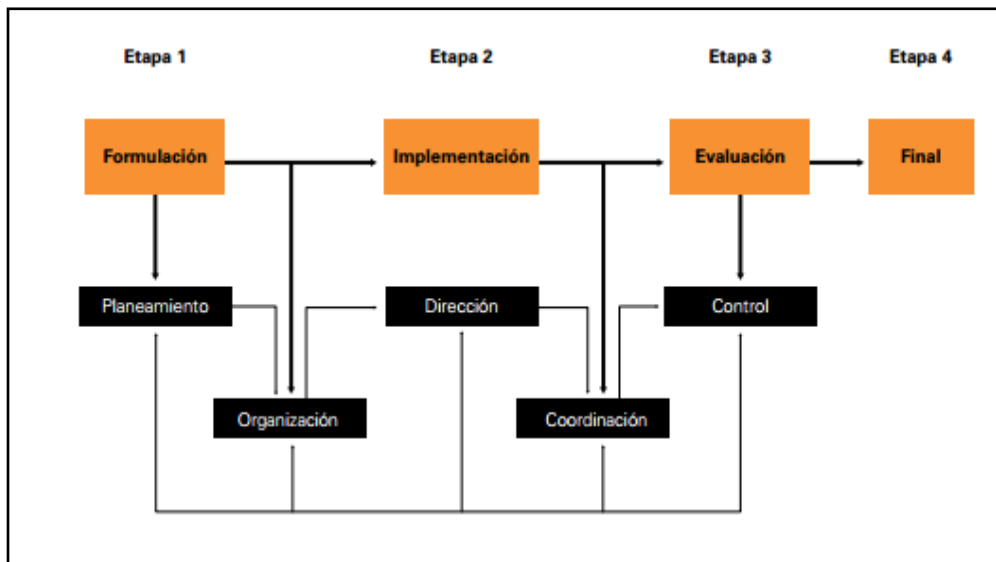 Etapa 1 Etapa 2 Etapa 3 Etapa 4
Formulación Implementación Evaluación Final
Planeamiento Dirección Control
Organización Coordinación